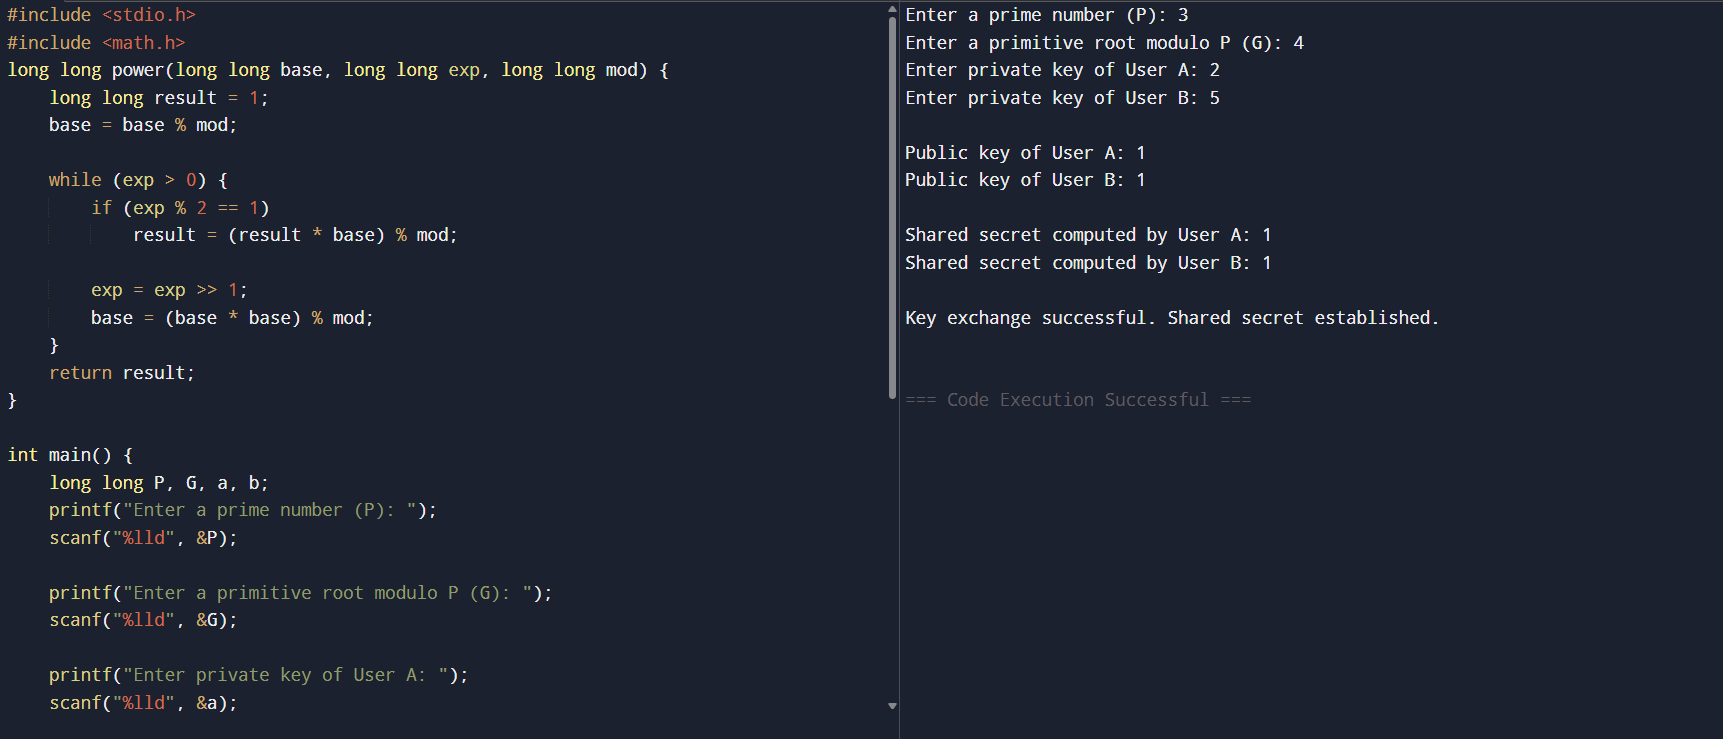 #include <stdio.h>
#include <math.h>
long long power(long long base, long long exp, long long mod) {
    long long result = 1;
    base = base % mod;

    while (exp > 0) {
        if (exp % 2 == 1)
            result = (result * base) % mod;

        exp = exp >> 1;
        base = (base * base) % mod;
    }
    return result;
}

int main() {
    long long P, G, a, b;
    printf("Enter a prime number (P): ");
    scanf("%lld", &P);

    printf("Enter a primitive root modulo P (G): ");
    scanf("%lld", &G);

    printf("Enter private key of User A: ");
    scanf("%lld", &a);

Enter a prime number (P): 3
Enter a primitive root modulo P (G): 4
Enter private key of User A: 2
Enter private key of User B: 5

Public key of User A: 1
Public key of User B: 1

Shared secret computed by User A: 1
Shared secret computed by User B: 1

Key exchange successful. Shared secret established.

=== Code Execution Successful ===